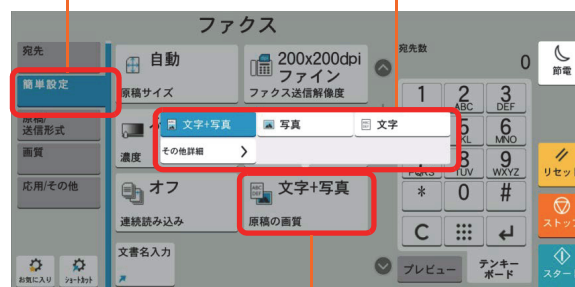 ファクス
宛先
簡単設定
原稿/
送信形式
画質
応用/その他
お気に入り
ショートカット
自動
原稿サイズ
200x200dpi
ファイン
ファクス送信解像度
文字+写真
写真
文字
その他詳細
濃度
オフ
連続読み込み
文字+写真
原稿の画質
文書名入力
宛先数
0
1
2
ABC
3
DEF
5
6
MNO
8
TUV
9
WXYZ
*
0
#
C
プレビュー
テンキー
ボード
節電
リセッ
ストッ
スター